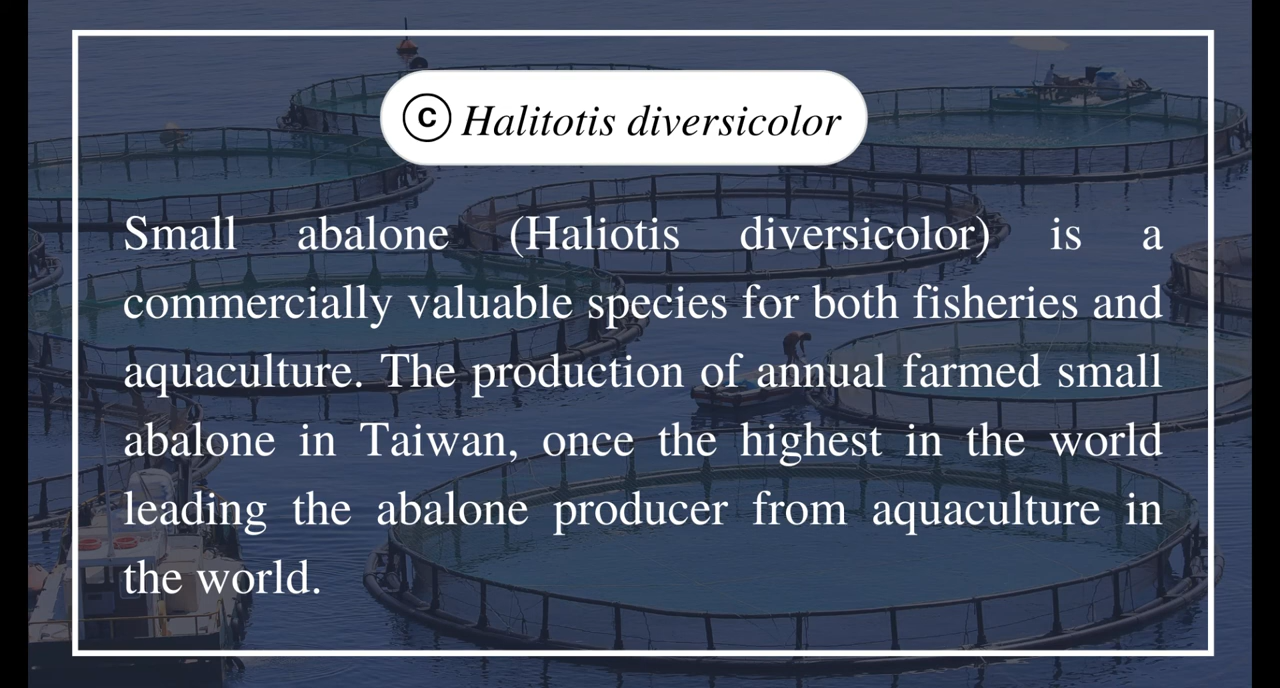 © Halitotis diversicolor
Small abalone (Haliotis diversicolor) is a
commercially valuable species for both fisheries and
aquaculture. The production of annual farmed small
abalone in Taiwan, once the highest in the world
leading the abalone producer from aquaculture in
the world.